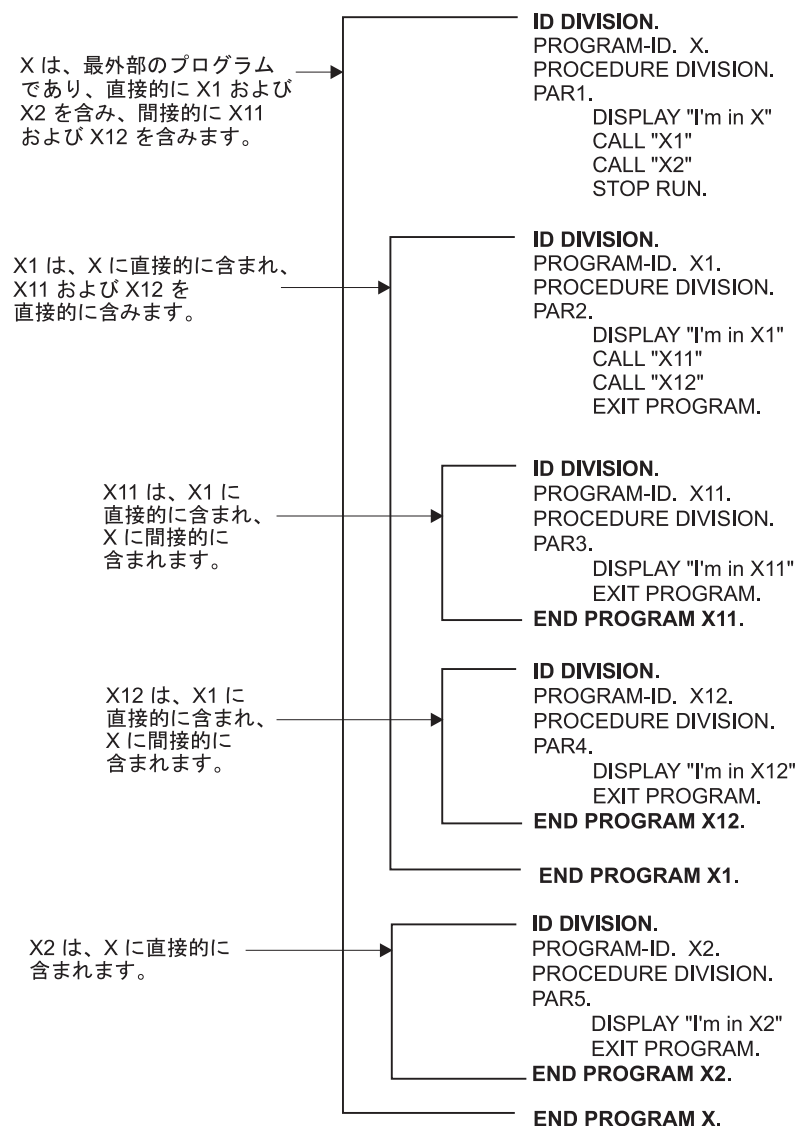 X は、最外部のプログラム
であり、直接的に X1 および
X2 を含み、間接的に X11
および X12 を含みます。
ID DIVISION.
PROGRAM-ID. X.
PROCEDURE DIVISION.
PAR1.
DISPLAY "I'm in X"
CALL "X1"
CALL "X2"
STOP RUN.
X1 は、X に直接的に含まれ、
X11 および X12 を
直接的に含みます。
ID DIVISION.
PROGRAM-ID. X1.
PROCEDURE DIVISION.
PAR2.
DISPLAY "I'm in X1"
CALL "X11"
CALL "X12"
EXIT PROGRAM.
X11 は、X1 に
直接的に含まれ、
X に間接的に
含まれます。
ID DIVISION.
PROGRAM-ID. X11.
PROCEDURE DIVISION.
PAR3.
DISPLAY "I'm in X11"
EXIT PROGRAM.
END PROGRAM X11.
X12 は、X1 に
直接的に含まれ、
X に間接的に
含まれます。
ID DIVISION.
PROGRAM-ID. X12.
PROCEDURE DIVISION.
PAR4.
DISPLAY "I'm in X12"
EXIT PROGRAM.
END PROGRAM X12.
END PROGRAM X1.
X2 は、X に直接的に
含まれます。
ID DIVISION.
PROGRAM-ID. X2.
PROCEDURE DIVISION.
PAR5.
DISPLAY "I'm in X2"
EXIT PROGRAM.
END PROGRAM X2.
END PROGRAM X.